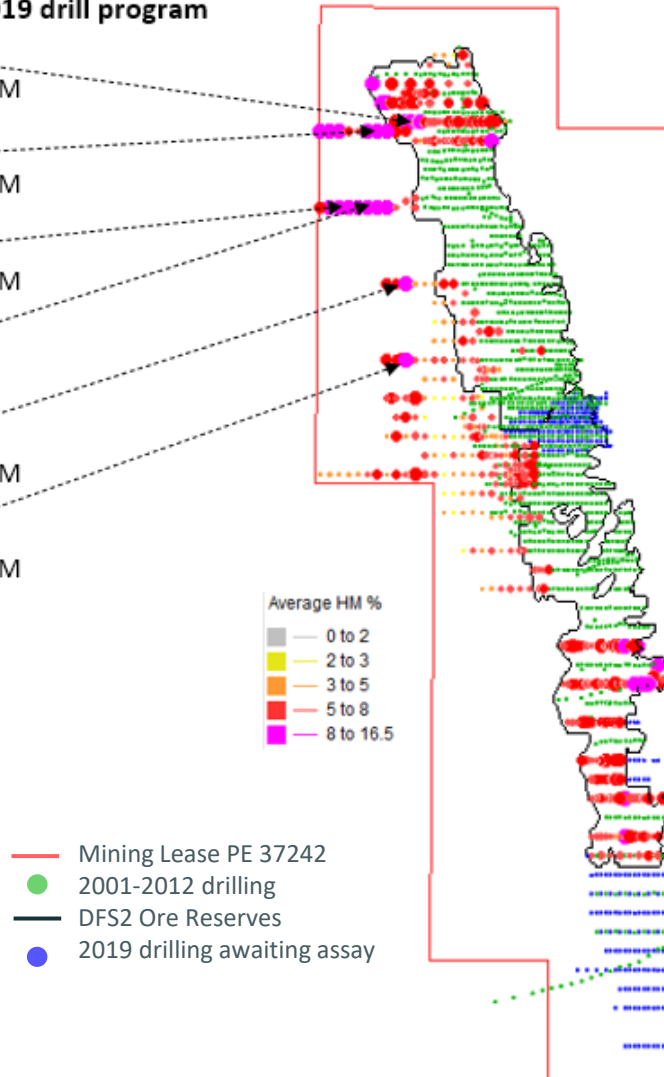 19 drill program
M
M
M
M
M
Average HM %
0 to 2
2 to 3
3 to 5
5 to 8
8 to 16.5
Mining Lease PE 37242
2001-2012 drilling
DFS2 Ore Reserves
2019 drilling awaiting assay